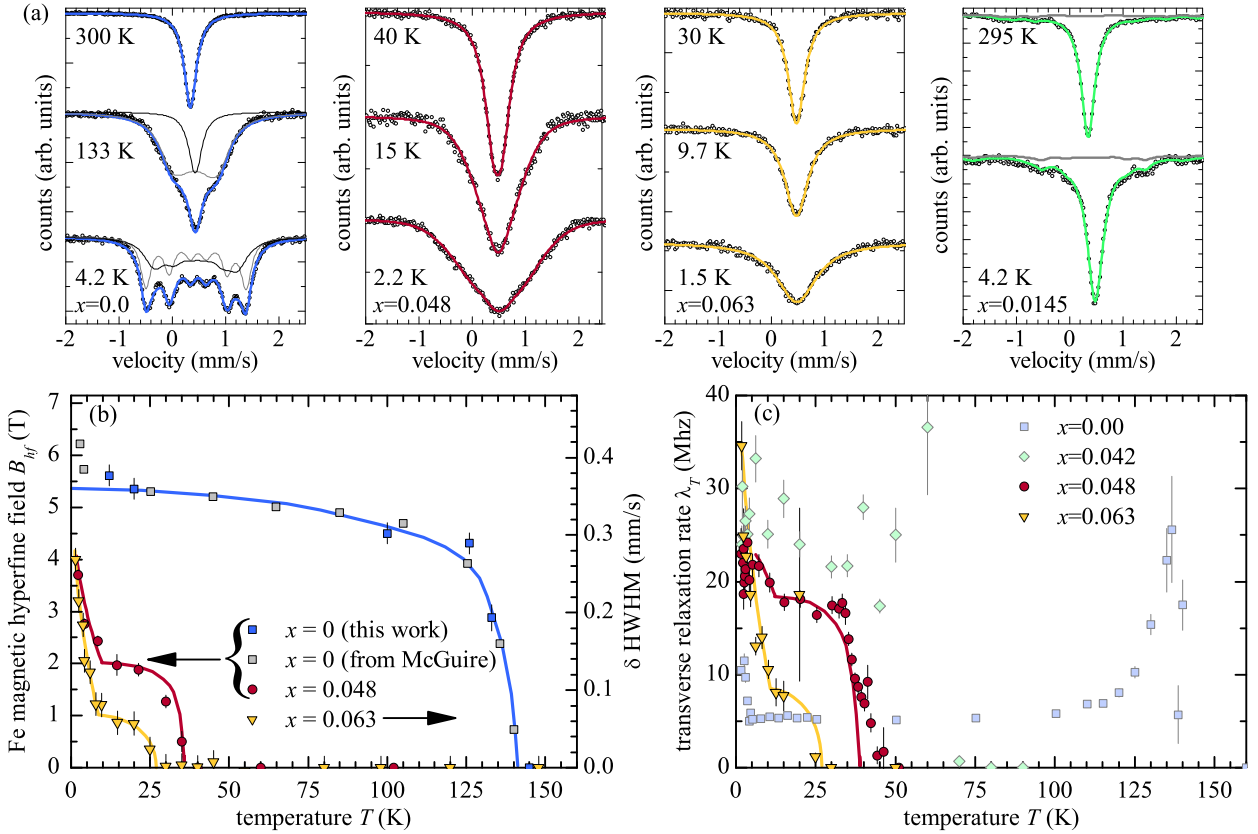 (a)
300 K
133 K
4.2 K
x=0.0
counts (arb. units)
-2 -1 0 1 2
velocity (mm/s)
40 K
15 K
2.2 K
x=0.048
counts (arb. units)
-2 -1 0 1 2
velocity (mm/s)
30 K
9.7 K
1.5 K
x=0.063
counts (arb. units)
-2 -1 0 1 2
velocity (mm/s)
295 K
4.2 K
x=0.0145
counts (arb. units)
-2 0 2
velocity (mm/s)
(b)
Fe magnetic hyperfine field Bhf (T)
7
6
5
4
3
2
1
0
0 25 50 75 100 125 150
temperature T (K)
0.4
0.3
0.2
0.1
0.0
δ HWHM (mm/s)
x = 0 (this work)
x = 0 (from McGuire)
x = 0.048
x = 0.063
(c)
transverse relaxation rate λT (Mhz)
40
30
20
10
0
0 25 50 75 100 125 150
temperature T (K)
x=0.00
x=0.042
x=0.048
x=0.063